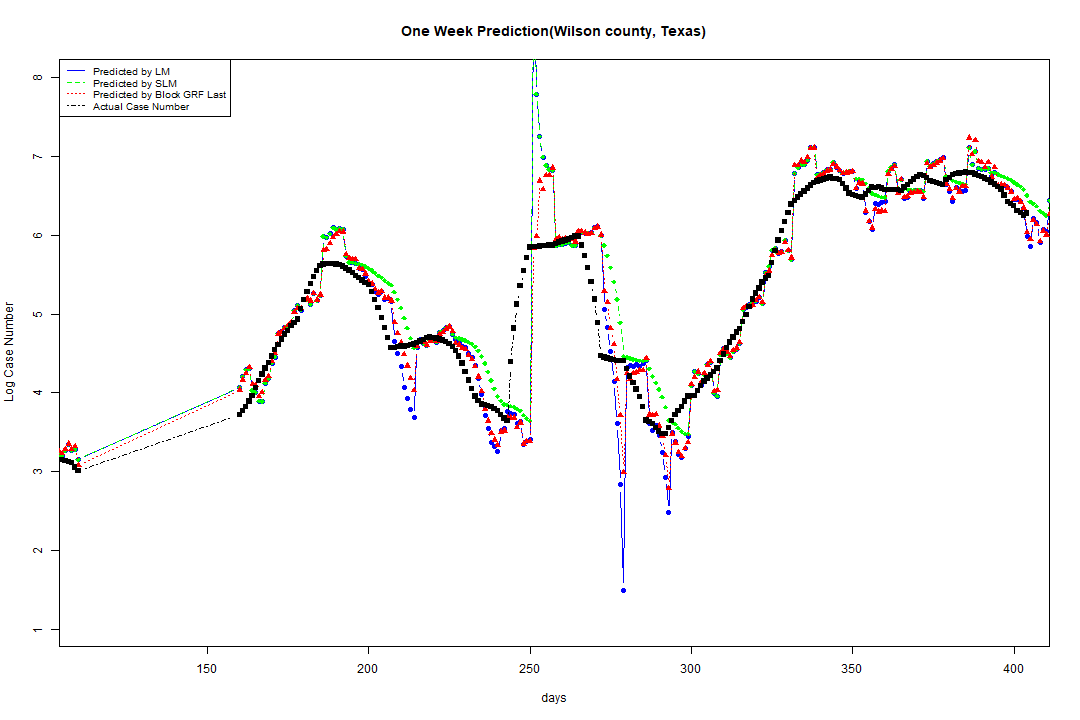 One Week Prediction(Wilson county, Texas)
Predicted by LM
Predicted by SLM
Predicted by Block GRF Last
Actual Case Number
8
7
6
5
4
3
2
1
Log Case Number
150 200 250 300 350 400
days